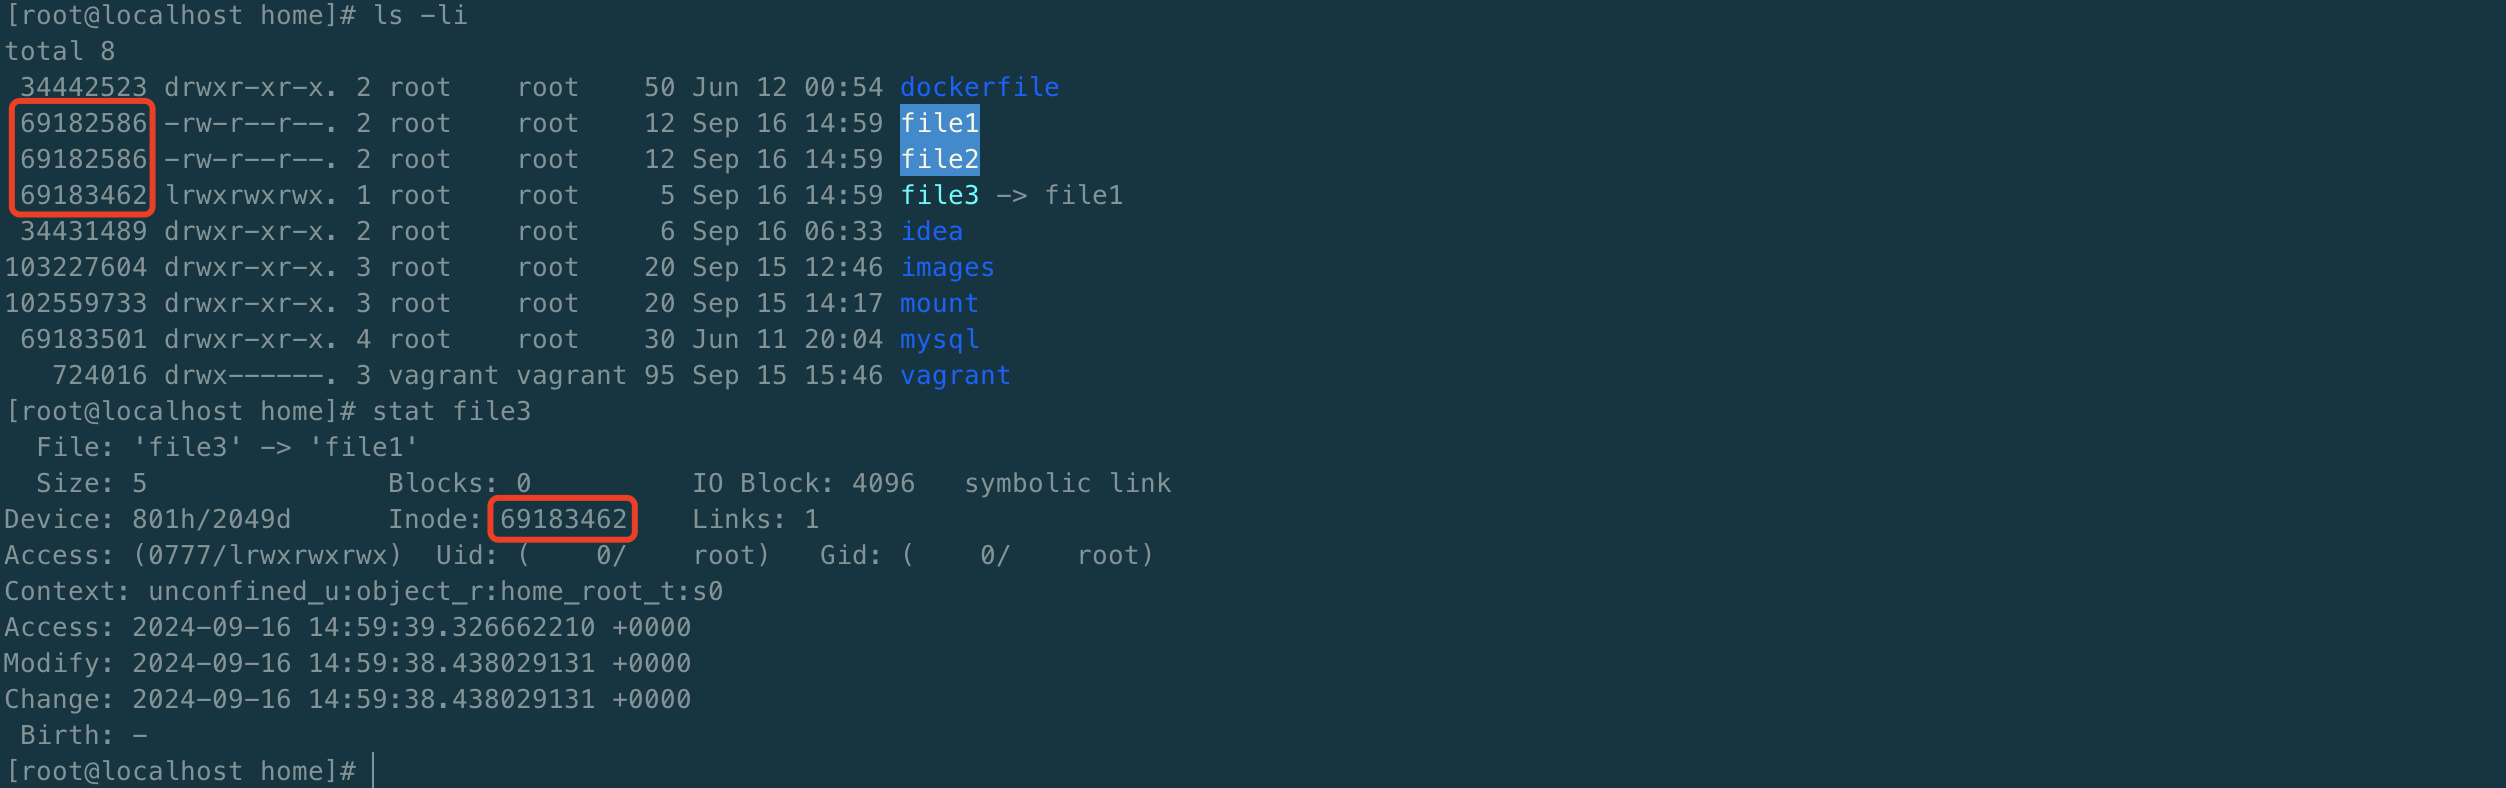 [root@localhost home]# ls -li
total 8
 34442523 drwxr-xr-x. 2 root    root    50 Jun 12 00:54 dockerfile
 69182586 -rw-r--r--. 2 root    root    12 Sep 16 14:59 file1
 69182586 -rw-r--r--. 2 root    root    12 Sep 16 14:59 file2
 69183462 lrwxrwxrwx. 1 root    root     5 Sep 16 14:59 file3 -> file1
 34431489 drwxr-xr-x. 2 root    root     6 Sep 16 06:33 idea
103227604 drwxr-xr-x. 3 root    root    20 Sep 15 12:46 images
102559733 drwxr-xr-x. 3 root    root    20 Sep 15 14:17 mount
 69183501 drwxr-xr-x. 4 root    root    30 Jun 11 20:04 mysql
   724016 drwx------. 3 vagrant vagrant 95 Sep 15 15:46 vagrant
[root@localhost home]# stat file3
  File: 'file3' -> 'file1'
  Size: 5               Blocks: 0          IO Block: 4096   symbolic link
Device: 801h/2049d      Inode: 69183462    Links: 1
Access: (0777/lrwxrwxrwx)  Uid: (    0/    root)   Gid: (    0/    root)
Context: unconfined_u:object_r:home_root_t:s0
Access: 2024-09-16 14:59:39.326662210 +0000
Modify: 2024-09-16 14:59:38.438029131 +0000
Change: 2024-09-16 14:59:38.438029131 +0000
 Birth: -
[root@localhost home]#